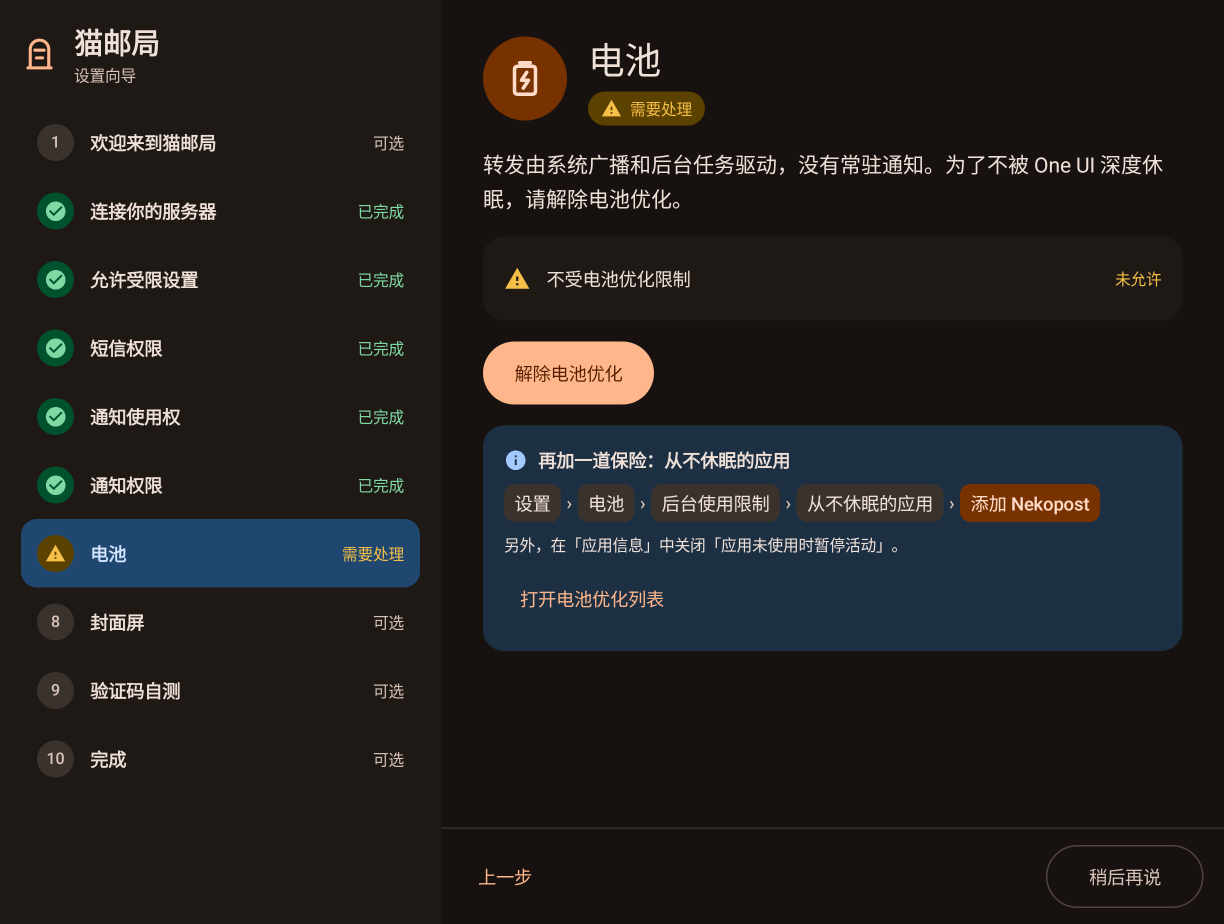 猫邮局
设置向导
1 欢迎来到猫邮局 可选
连接你的服务器 已完成
允许受限设置 已完成
短信权限 已完成
通知使用权 已完成
通知权限 已完成
电池 需要处理
8 封面屏 可选
9 验证码自测 可选
10 完成 可选
电池
需要处理
转发由系统广播和后台任务驱动，没有常驻通知。为了不被 One UI 深度休
眠，请解除电池优化。
不受电池优化限制 未允许
解除电池优化
再加一道保险：从不休眠的应用
设置 › 电池 › 后台使用限制 › 从不休眠的应用 › 添加 Nekopost
另外，在「应用信息」中关闭「应用未使用时暂停活动」。
打开电池优化列表
上一步 稍后再说